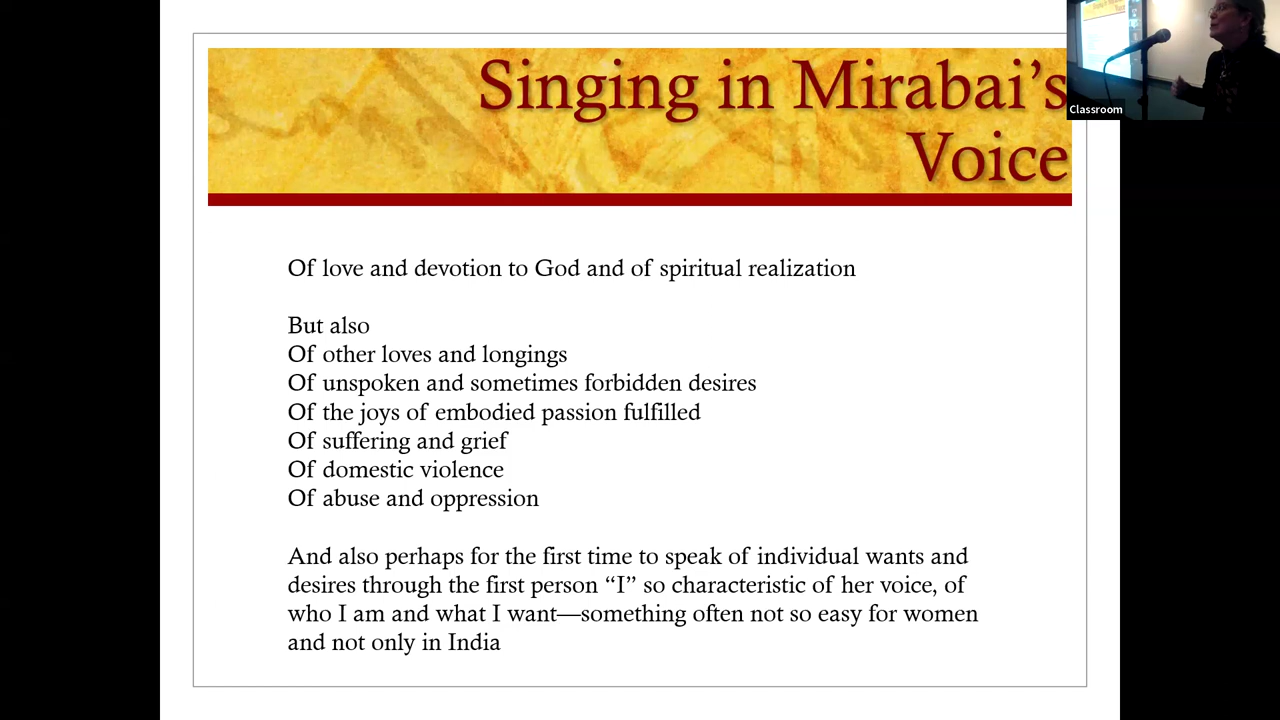 Singing in Mirabai’s
Voice
Classroom
Of love and devotion to God and of spiritual realization
But also
Of other loves and longings
Of unspoken and sometimes forbidden desires
Of the joys of embodied passion fulfilled
Of suffering and grief
Of domestic violence
Of abuse and oppression
And also perhaps for the first time to speak of individual wants and
desires through the first person “I” so characteristic of her voice, of
who I am and what I want—something often not so easy for women
and not only in India